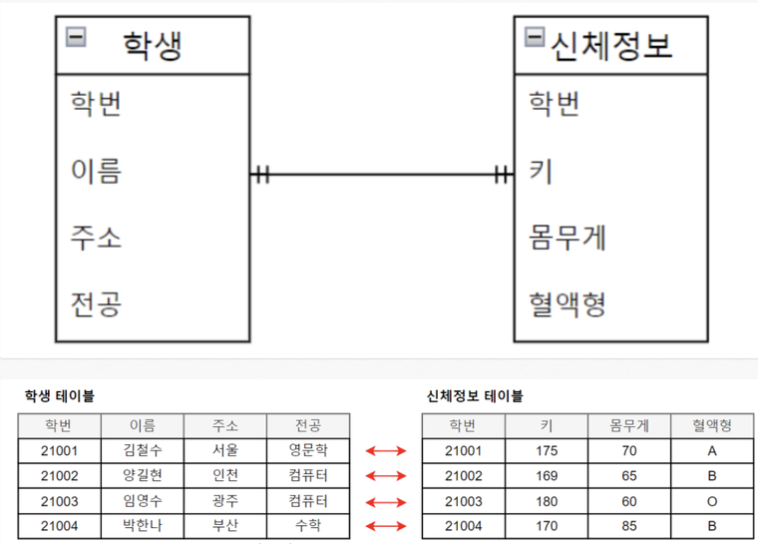 학생
학번
이름
주소
전공
신체정보
학번
키
몸무게
혈액형
학생 테이블
학번 이름 주소 전공
21001 김철수 서울 영문학
21002 양길현 인천 컴퓨터
21003 임영수 광주 컴퓨터
21004 박한나 부산 수학
신체정보 테이블
학번 키 몸무게 혈액형
21001 175 70 A
21002 169 65 B
21003 180 60 O
21004 170 85 B